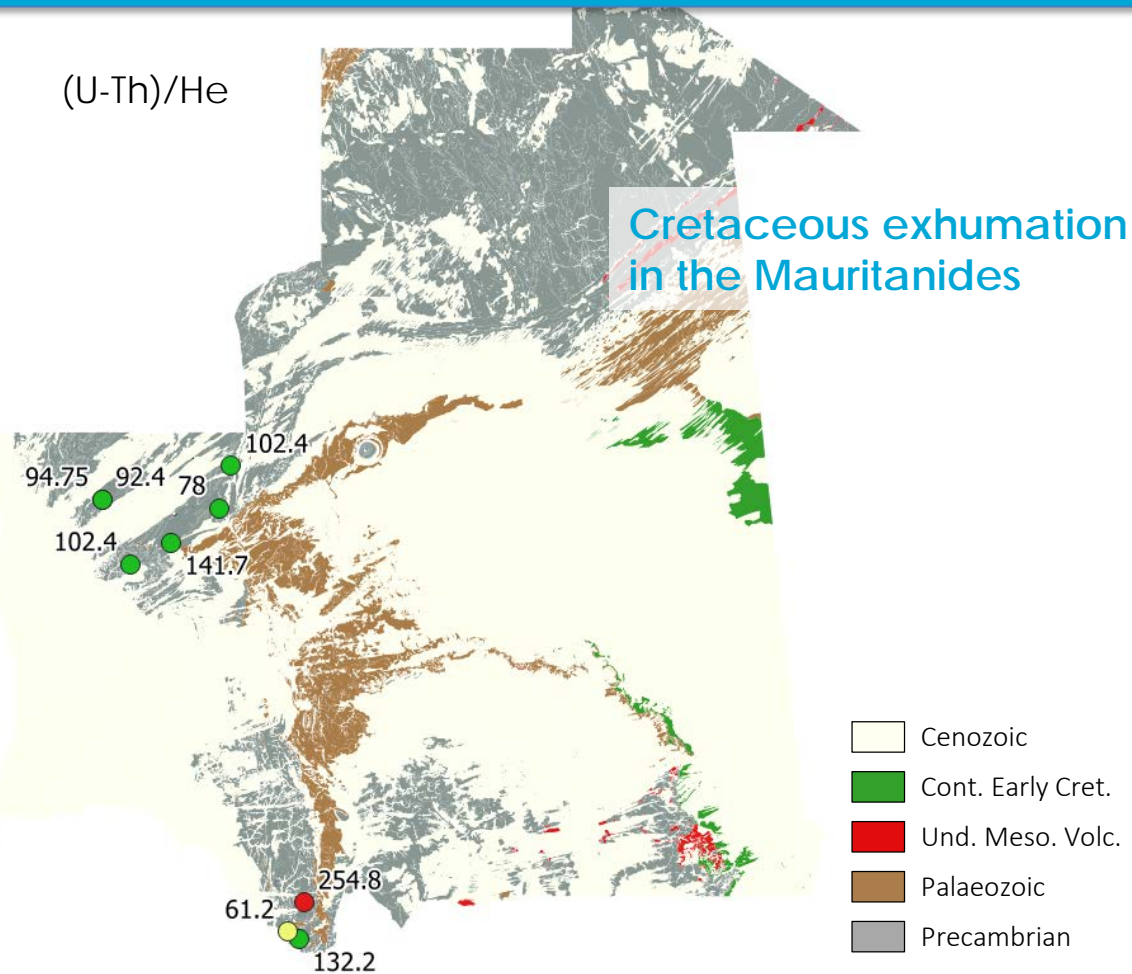 (U-Th)/He
Cretaceous exhumation
in the Mauritanides
102.4
94.75 92.4
78
102.4
141.7
254.8
61.2
132.2
Cenozoic
Cont. Early Cret.
Und. Meso. Volc.
Palaeozoic
Precambrian